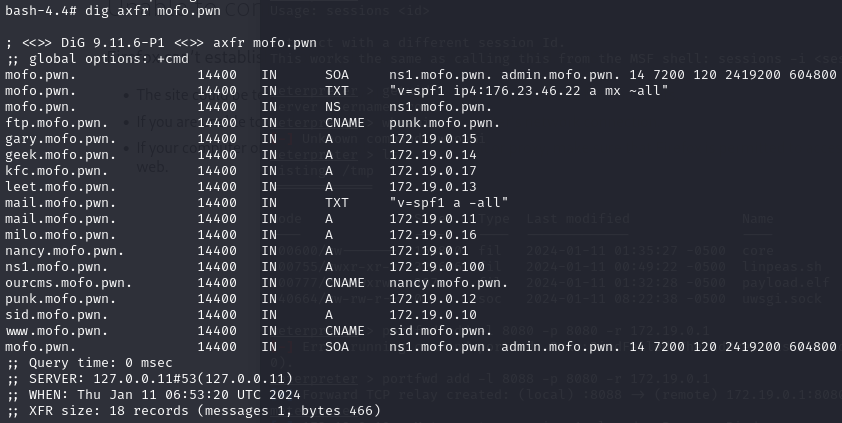 bash-4.4# dig axfr mofo.pwn
; <<>> DiG 9.11.6-P1 <<>> axfr mofo.pwn
;; global options: +cmd
mofo.pwn. 14400 IN SOA ns1.mofo.pwn. admin.mofo.pwn. 14 7200 120 2419200 604800
mofo.pwn. 14400 IN TXT "v=spf1 ip4:176.23.46.22 a mx ~all"
mofo.pwn. 14400 IN NS ns1.mofo.pwn.
ftp.mofo.pwn. 14400 IN CNAME punk.mofo.pwn.
gary.mofo.pwn. 14400 IN A 172.19.0.15
geek.mofo.pwn. 14400 IN A 172.19.0.14
kfc.mofo.pwn. 14400 IN A 172.19.0.17
leet.mofo.pwn. 14400 IN A 172.19.0.13
mail.mofo.pwn. 14400 IN TXT "v=spf1 a -all"
mail.mofo.pwn. 14400 IN A 172.19.0.11
milo.mofo.pwn. 14400 IN A 172.19.0.16
nancy.mofo.pwn. 14400 IN A 172.19.0.1
ns1.mofo.pwn. 14400 IN A 172.19.0.100
ourcms.mofo.pwn. 14400 IN CNAME nancy.mofo.pwn.
punk.mofo.pwn. 14400 IN A 172.19.0.12
sid.mofo.pwn. 14400 IN A 172.19.0.10
www.mofo.pwn. 14400 IN CNAME sid.mofo.pwn.
mofo.pwn. 14400 IN SOA ns1.mofo.pwn. admin.mofo.pwn. 14 7200 120 2419200 604800
;; Query time: 0 msec
;; SERVER: 127.0.0.11#53(127.0.0.11)
;; WHEN: Thu Jan 11 06:53:20 UTC 2024
;; XFR size: 18 records (messages 1, bytes 466)